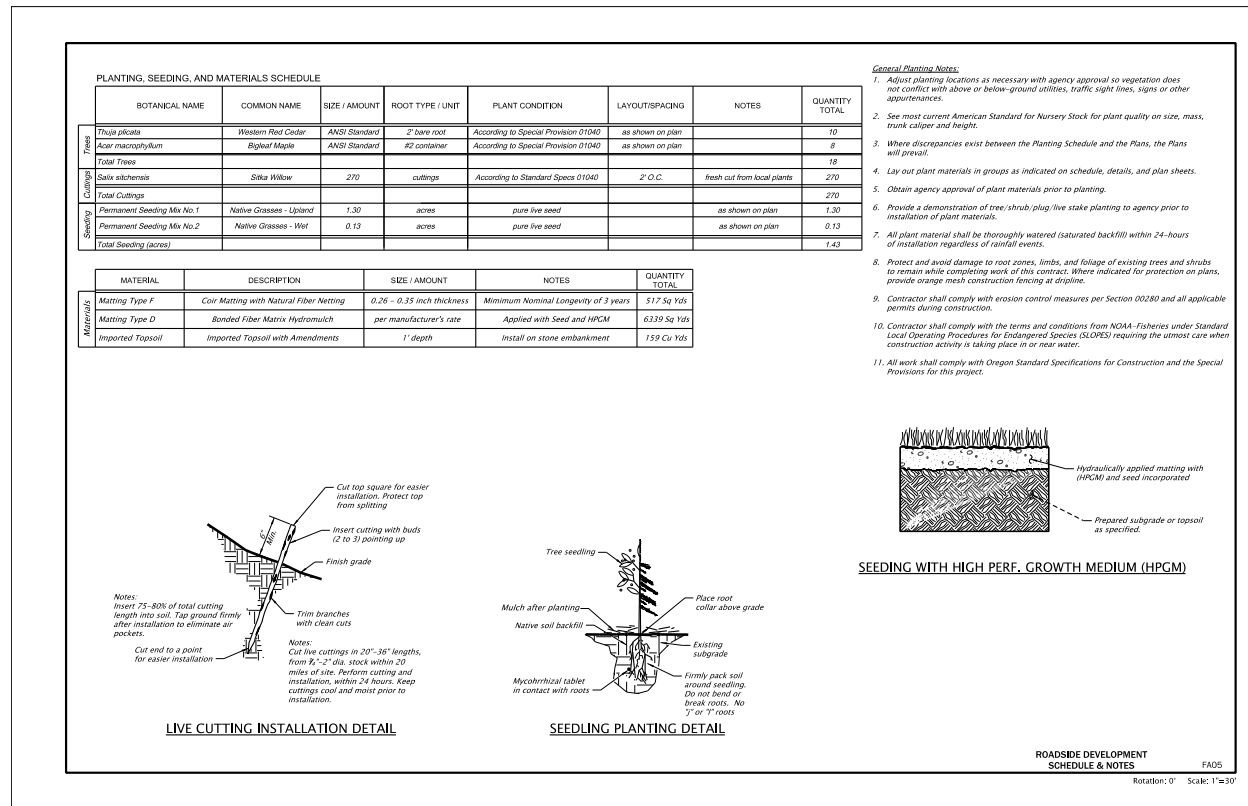 PLANTING, SEEDING, AND MATERIALS SCHEDULE
BOTANICAL NAME COMMON NAME SIZE / AMOUNT ROOT TYPE / UNIT PLANT CONDITION LAYOUT/SPACING NOTES QUANTITY TOTAL
Trees
Thuja plicata Western Red Cedar ANSI Standard 2' bare root According to Special Provision 01040 as shown on plan 10
Acer macrophyllum Bigleaf Maple ANSI Standard #2 container According to Special Provision 01040 as shown on plan 8
Total Trees 18
Cuttings
Salix sitchensis Sitka Willow 270 cuttings According to Standard Specs 01040 2' O.C. fresh cut from local plants 270
Total Cuttings 270
Seeding
Permanent Seeding Mix No.1 Native Grasses - Upland 1.30 acres pure live seed as shown on plan 1.30
Permanent Seeding Mix No.2 Native Grasses - Wet 0.13 acres pure live seed as shown on plan 0.13
Total Seeding (acres) 1.43
MATERIAL DESCRIPTION SIZE / AMOUNT NOTES QUANTITY TOTAL
Materials
Matting Type F Coir Matting with Natural Fiber Netting 0.26 - 0.35 inch thickness Mimimum Nominal Longevity of 3 years 517 Sq Yds
Matting Type D Bonded Fiber Matrix Hydromulch per manufacturer's rate Applied with Seed and HPGM 6339 Sq Yds
Imported Topsoil Imported Topsoil with Amendments 1' depth Install on stone embankment 159 Cu Yds
General Planting Notes:
1. Adjust planting locations as necessary with agency approval so vegetation does
not conflict with above or below-ground utilities, traffic sight lines, signs or other
appurtenances.
2. See most current American Standard for Nursery Stock for plant quality on size, mass,
trunk caliper and height.
3. Where discrepancies exist between the Planting Schedule and the Plans, the Plans
will prevail.
4. Lay out plant materials in groups as indicated on schedule, details, and plan sheets.
5. Obtain agency approval of plant materials prior to planting.
6. Provide a demonstration of tree/shrub/plug/live stake planting to agency prior to
installation of plant materials.
7. All plant material shall be thoroughly watered (saturated backfill) within 24-hours
of installation regardless of rainfall events.
8. Protect and avoid damage to root zones, limbs, and foliage of existing trees and shrubs
to remain while completing work of this contract. Where indicated for protection on plans,
provide orange mesh construction fencing at dripline.
9. Contractor shall comply with erosion control measures per Section 00280 and all applicable
permits during construction.
10. Contractor shall comply with the terms and conditions from NOAA-Fisheries under Standard
Local Operating Procedures for Endangered Species (SLOPES) requiring the utmost care when
construction activity is taking place in or near water.
11. All work shall comply with Oregon Standard Specifications for Construction and the Special
Provisions for this project.
Cut top square for easier
installation. Protect top
from splitting
6"
Min.
Insert cutting with buds
(2 to 3) pointing up
Finish grade
Notes:
Insert 75-80% of total cutting
length into soil. Tap ground firmly
after installation to eliminate air
pockets.
Trim branches
with clean cuts
Cut end to a point
for easier installation
Notes:
Cut live cuttings in 20"-36" lengths,
from -2" dia. stock within 20
miles of site. Perform cutting and
installation, within 24 hours. Keep
cuttings cool and moist prior to
installation.
LIVE CUTTING INSTALLATION DETAIL
Tree seedling
Mulch after planting
Native soil backfill
Place root
collar above grade
Existing
subgrade
Mycohrrhizal tablet
in contact with roots
Firmly pack soil
around seedling.
Do not bend or
break roots. No
"j" or "l" roots
SEEDLING PLANTING DETAIL
Hydraulically applied matting with
(HPGM) and seed incorporated
Prepared subgrade or topsoil
as specified.
SEEDING WITH HIGH PERF. GROWTH MEDIUM (HPGM)
ROADSIDE DEVELOPMENT
SCHEDULE & NOTES FA05
Rotation: 0° Scale: 1"=30'